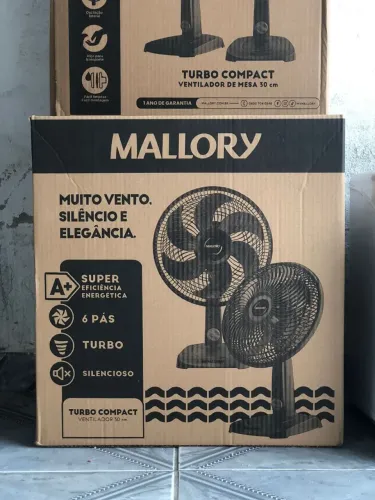 TURBO COMPACT
VENTILADOR DE MESA 30 cm
1 ANO DE GARANTIA
MALLORY
MUITO VENTO.
SILÊNCIO E
ELEGÂNCIA.
A+
SUPER
EFICIÊNCIA
ENERGÉTICA
6 PÁS
TURBO
SILENCIOSO
TURBO COMPACT
VENTILADOR 30 cm